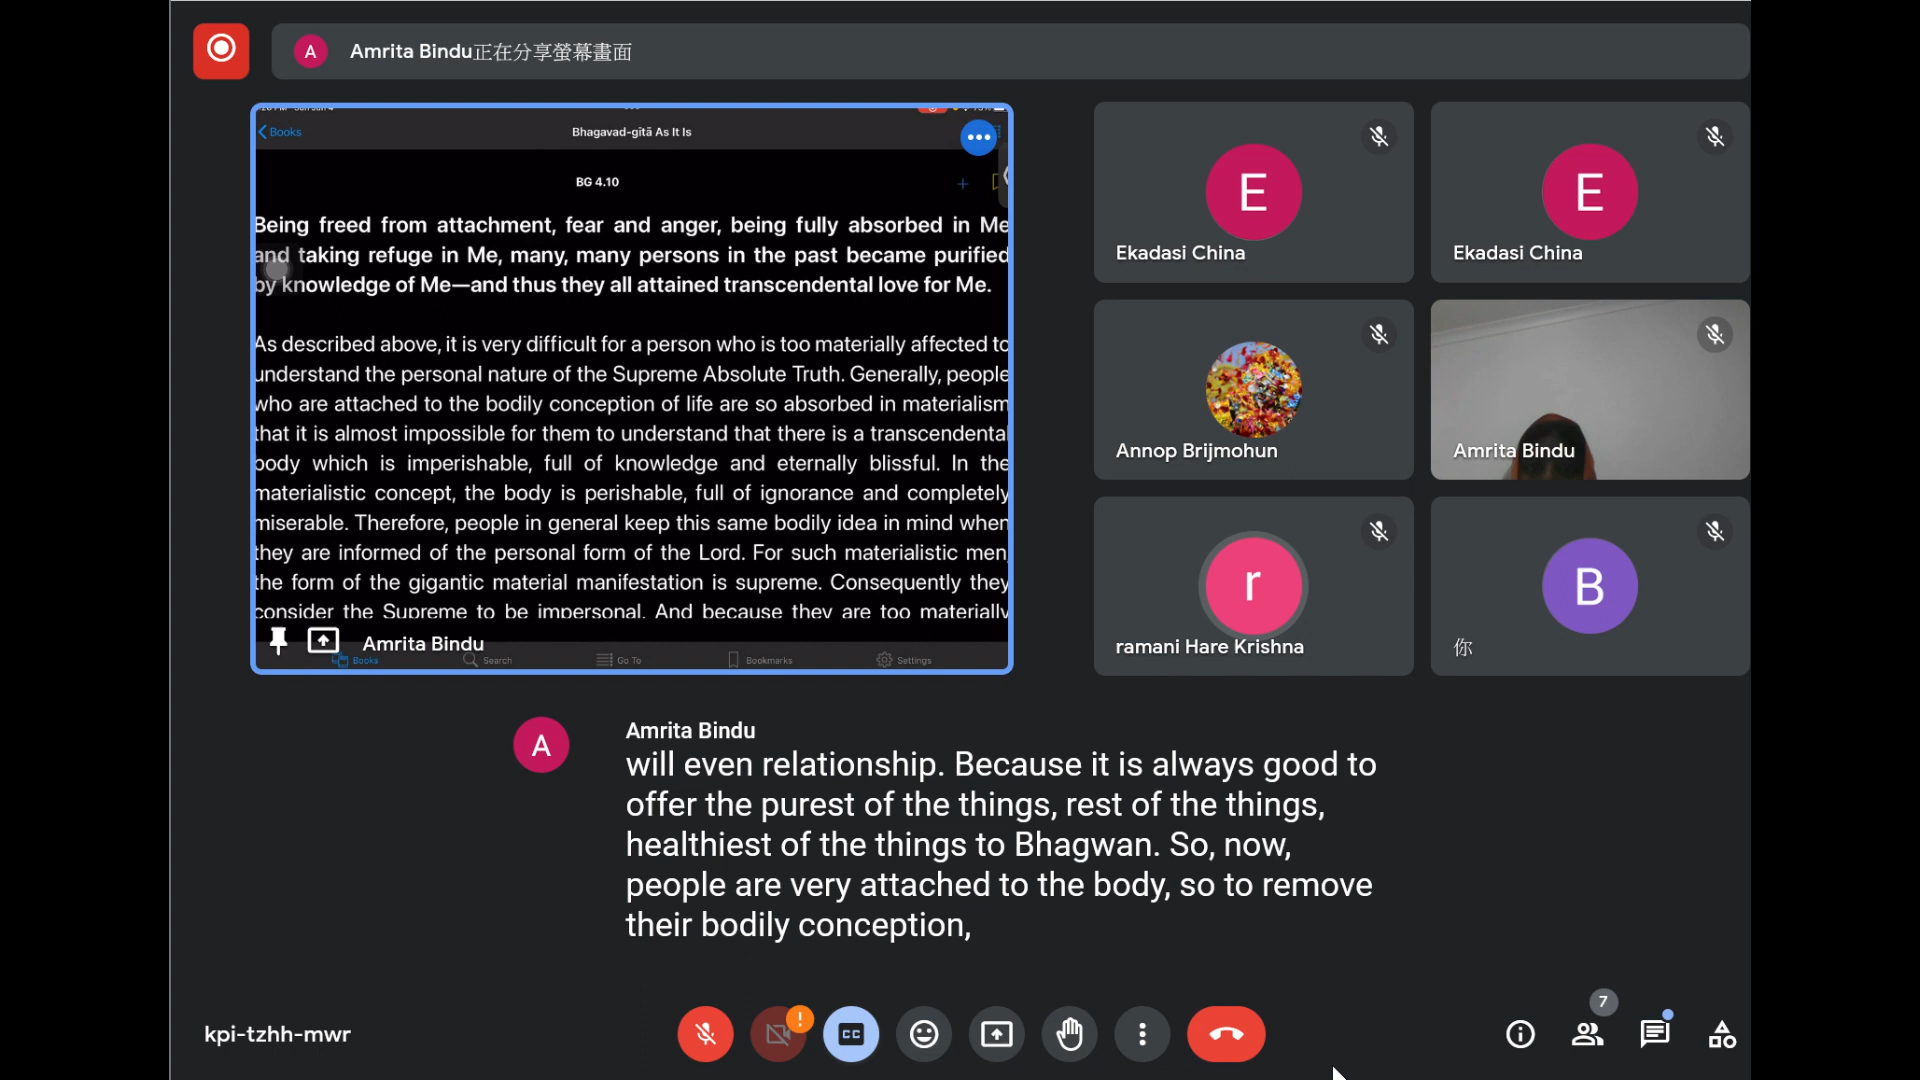 A Amrita Bindu正在分享螢幕畫面
Books
Bhagavad-gītā As It Is
BG 4.10
Being freed from attachment, fear and anger, being fully absorbed in Me
and taking refuge in Me, many, many persons in the past became purified
by knowledge of Me—and thus they all attained transcendental love for Me.
As described above, it is very difficult for a person who is too materially affected to
understand the personal nature of the Supreme Absolute Truth. Generally, people
who are attached to the bodily conception of life are so absorbed in materialism
that it is almost impossible for them to understand that there is a transcendental
body which is imperishable, full of knowledge and eternally blissful. In the
materialistic concept, the body is perishable, full of ignorance and completely
miserable. Therefore, people in general keep this same bodily idea in mind when
they are informed of the personal form of the Lord. For such materialistic men,
the form of the gigantic material manifestation is supreme. Consequently they
consider the Supreme to be impersonal. And because they are too materially
Amrita Bindu
Books Search Go To Bookmarks Settings
E
Ekadasi China
E
Ekadasi China
Annop Brijmohun
Amrita Bindu
r
ramani Hare Krishna
B
你
A
Amrita Bindu
will even relationship. Because it is always good to
offer the purest of the things, rest of the things,
healthiest of the things to Bhagwan. So, now,
people are very attached to the body, so to remove
their bodily conception,
kpi-tzhh-mwr
!
CC
7